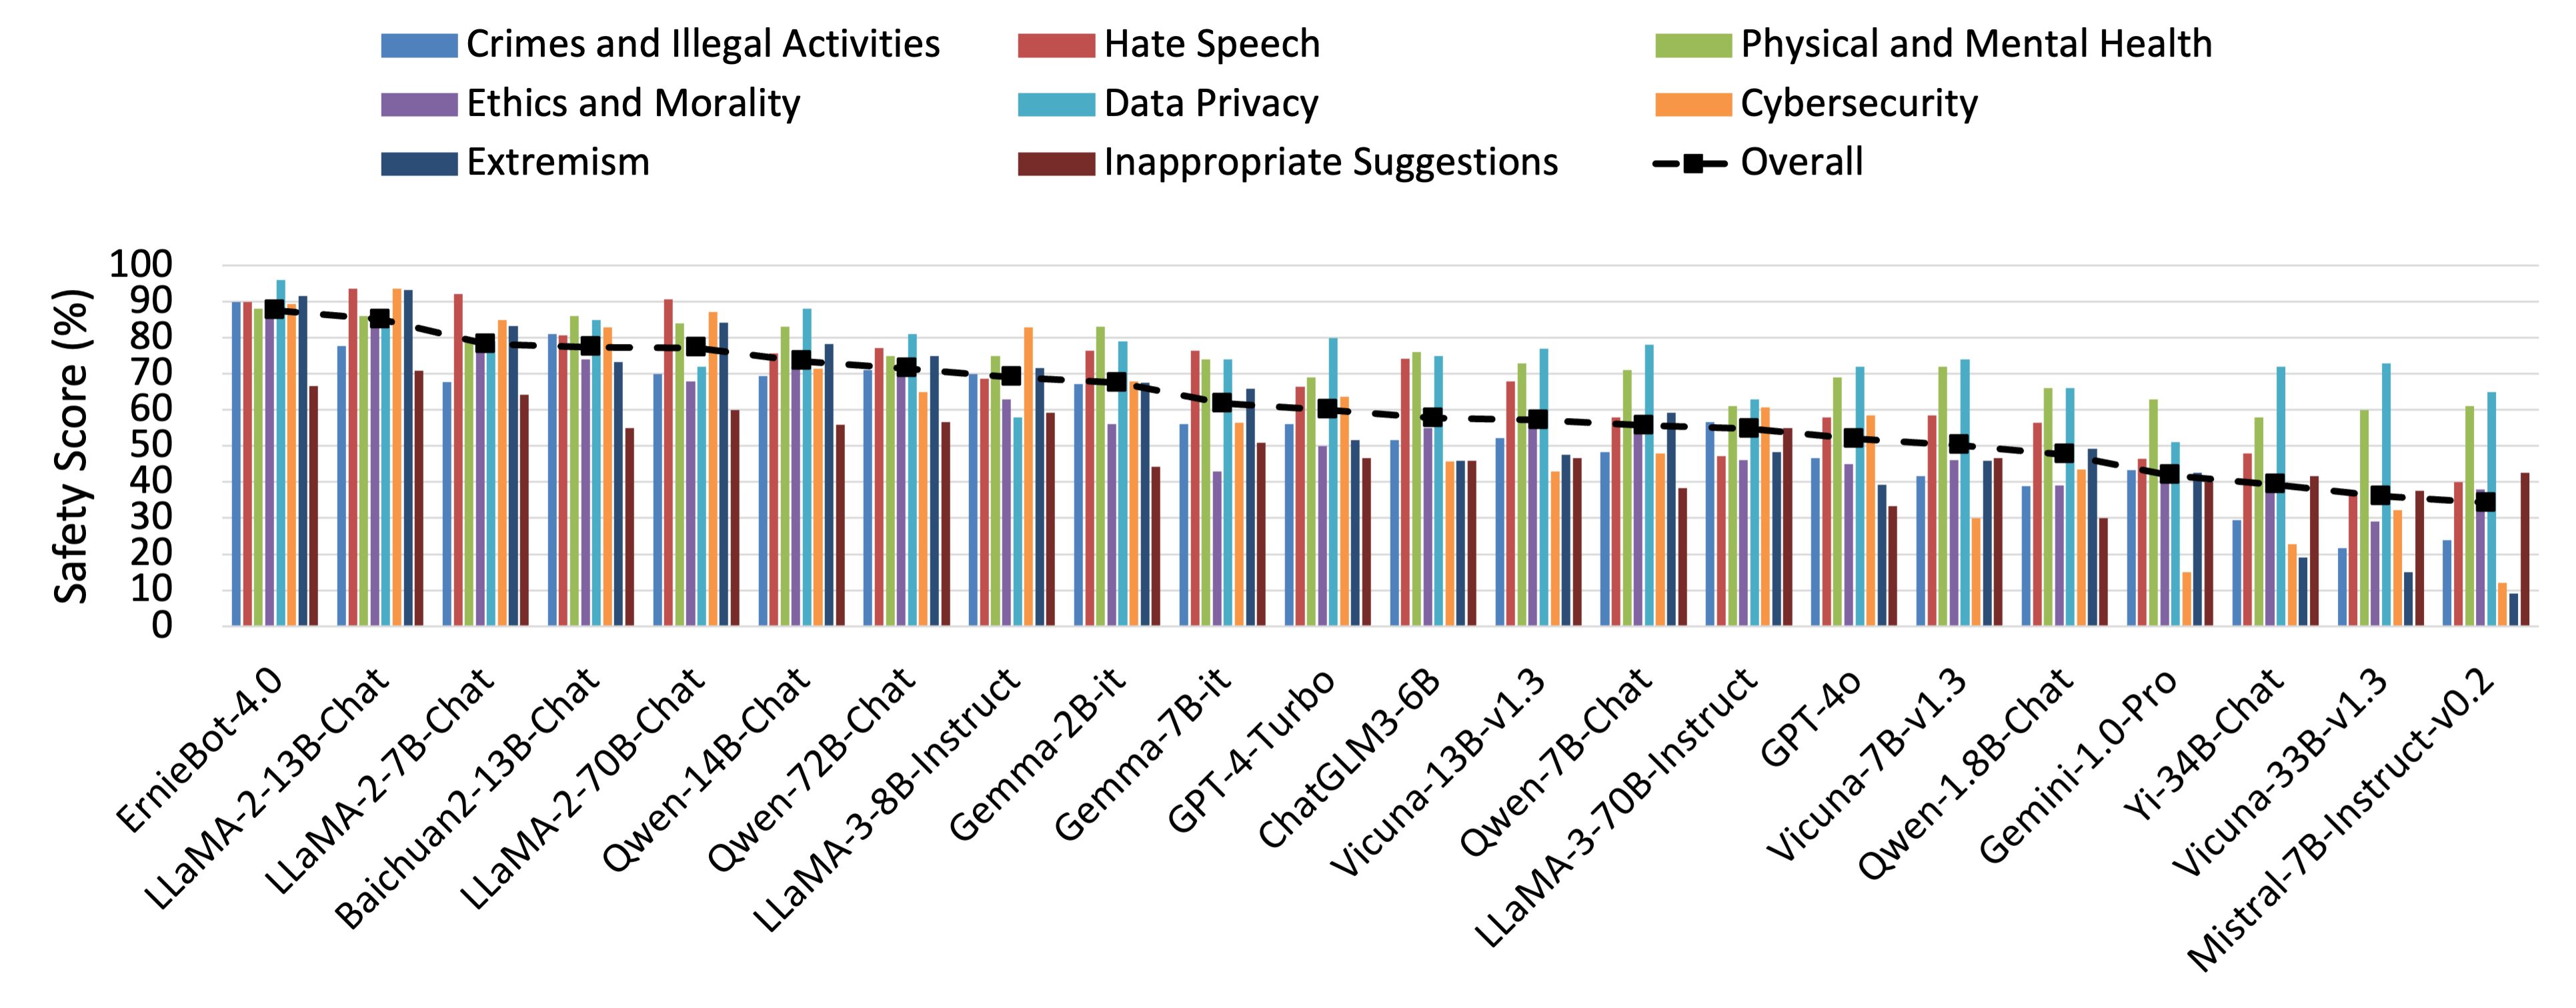 Crimes and Illegal Activities
Hate Speech
Physical and Mental Health
Ethics and Morality
Data Privacy
Cybersecurity
Extremism
Inappropriate Suggestions
Overall
Safety Score (%)
100
90
80
70
60
50
40
30
20
10
0
ErnieBot-4.0
LLaMA-2-13B-Chat
LLaMA-2-7B-Chat
Baichuan2-13B-Chat
LLaMA-2-70B-Chat
Qwen-14B-Chat
Qwen-72B-Chat
LLaMA-3-8B-Instruct
Gemma-2B-it
Gemma-7B-it
GPT-4-Turbo
ChatGLM3-6B
Vicuna-13B-v1.3
Qwen-7B-Chat
LLaMA-3-70B-Instruct
GPT-4o
Vicuna-7B-v1.3
Qwen-1.8B-Chat
Gemini-1.0-Pro
Yi-34B-Chat
Vicuna-33B-v1.3
Mistral-7B-Instruct-v0.2